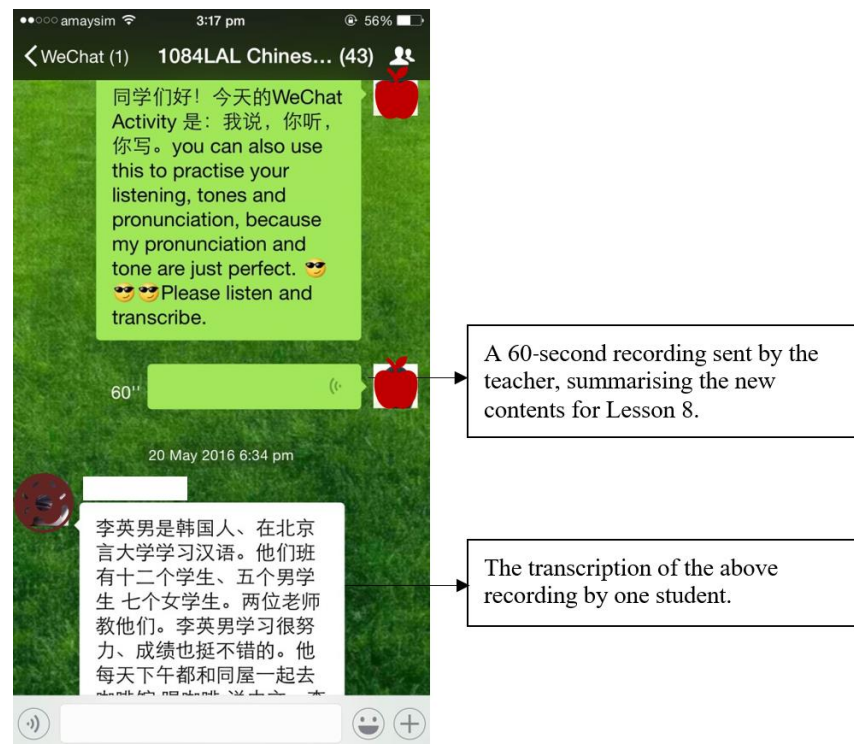 amaysim 3:17 pm 56%
WeChat (1) 1084LAL Chines... (43)
同学们好！今天的WeChat
Activity 是：我说，你听，
你写。you can also use
this to practise your
listening, tones and
pronunciation, because
my pronunciation and
tone are just perfect. 😎
😎😎Please listen and
transcribe.
60''
A 60-second recording sent by the
teacher, summarising the new
contents for Lesson 8.
20 May 2016 6:34 pm
李英男是韩国人、在北京
言大学学习汉语。他们班
有十二个学生、五个男学
生 七个女学生。两位老师
教他们。李英男学习很努
力、成绩也挺不错的。他
每天下午都和同屋一起去
The transcription of the above
recording by one student.